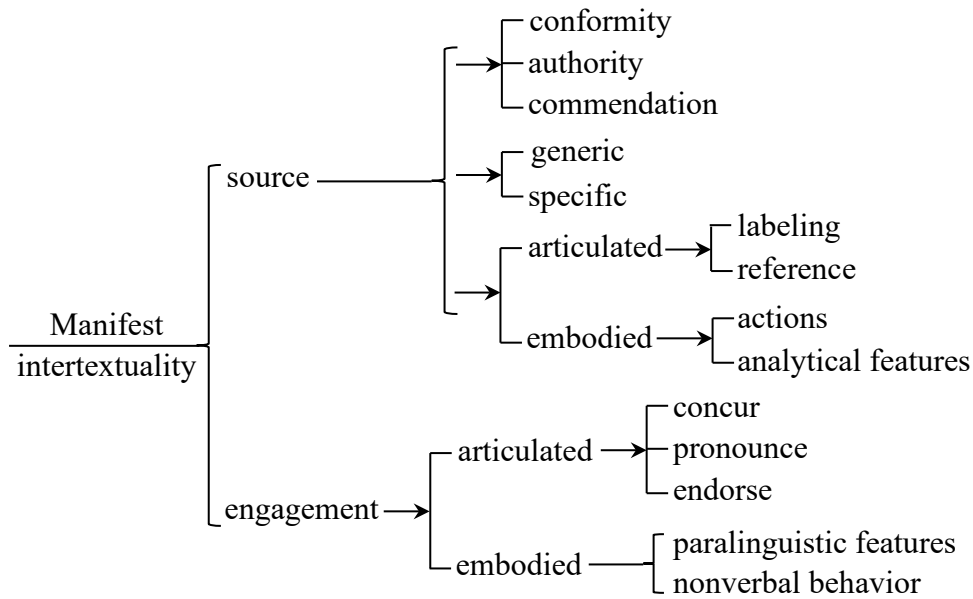 conformity
authority
commendation
generic
source
specific
labeling
articulated
reference
Manifest
actions
embodied
intertextuality
analytical features
concur
articulated
pronounce
endorse
engagement
paralinguistic features
embodied
nonverbal behavior